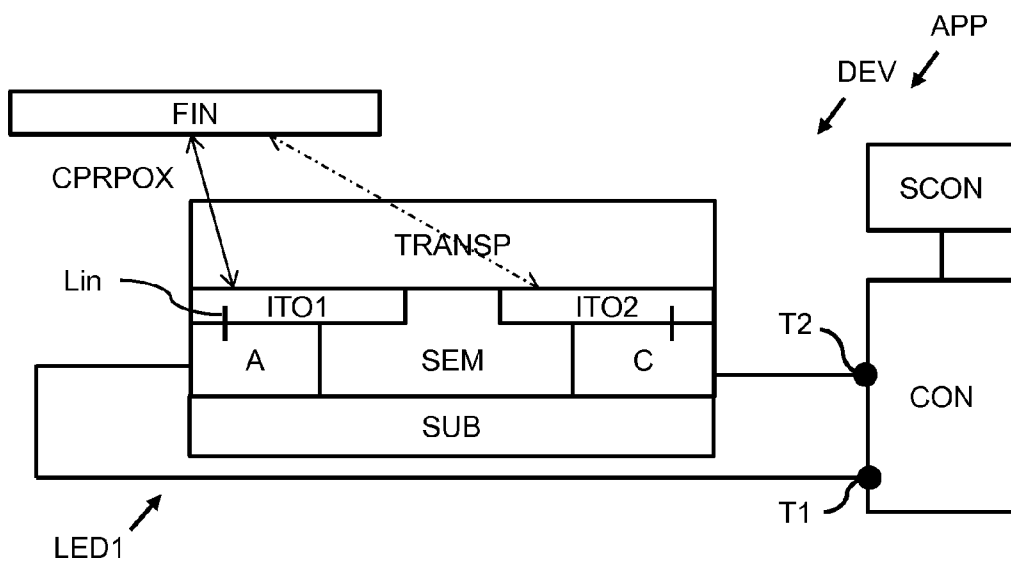 APP
DEV
FIN
CPRPOX
SCON
TRANSP
Lin
ITO1
ITO2
T2
A
SEM
C
CON
SUB
T1
LED1